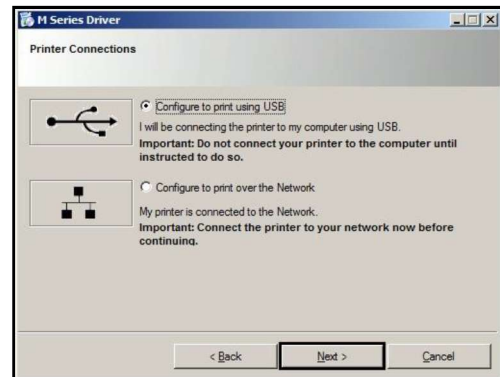 M Series Driver
Printer Connections
Configure to print using USB
I will be connecting the printer to my computer using USB.
Important: Do not connect your printer to the computer until
instructed to do so.
Configure to print over the Network
My printer is connected to the Network.
Important: Connect the printer to your network now before
continuing.
< Back
Next >
Cancel